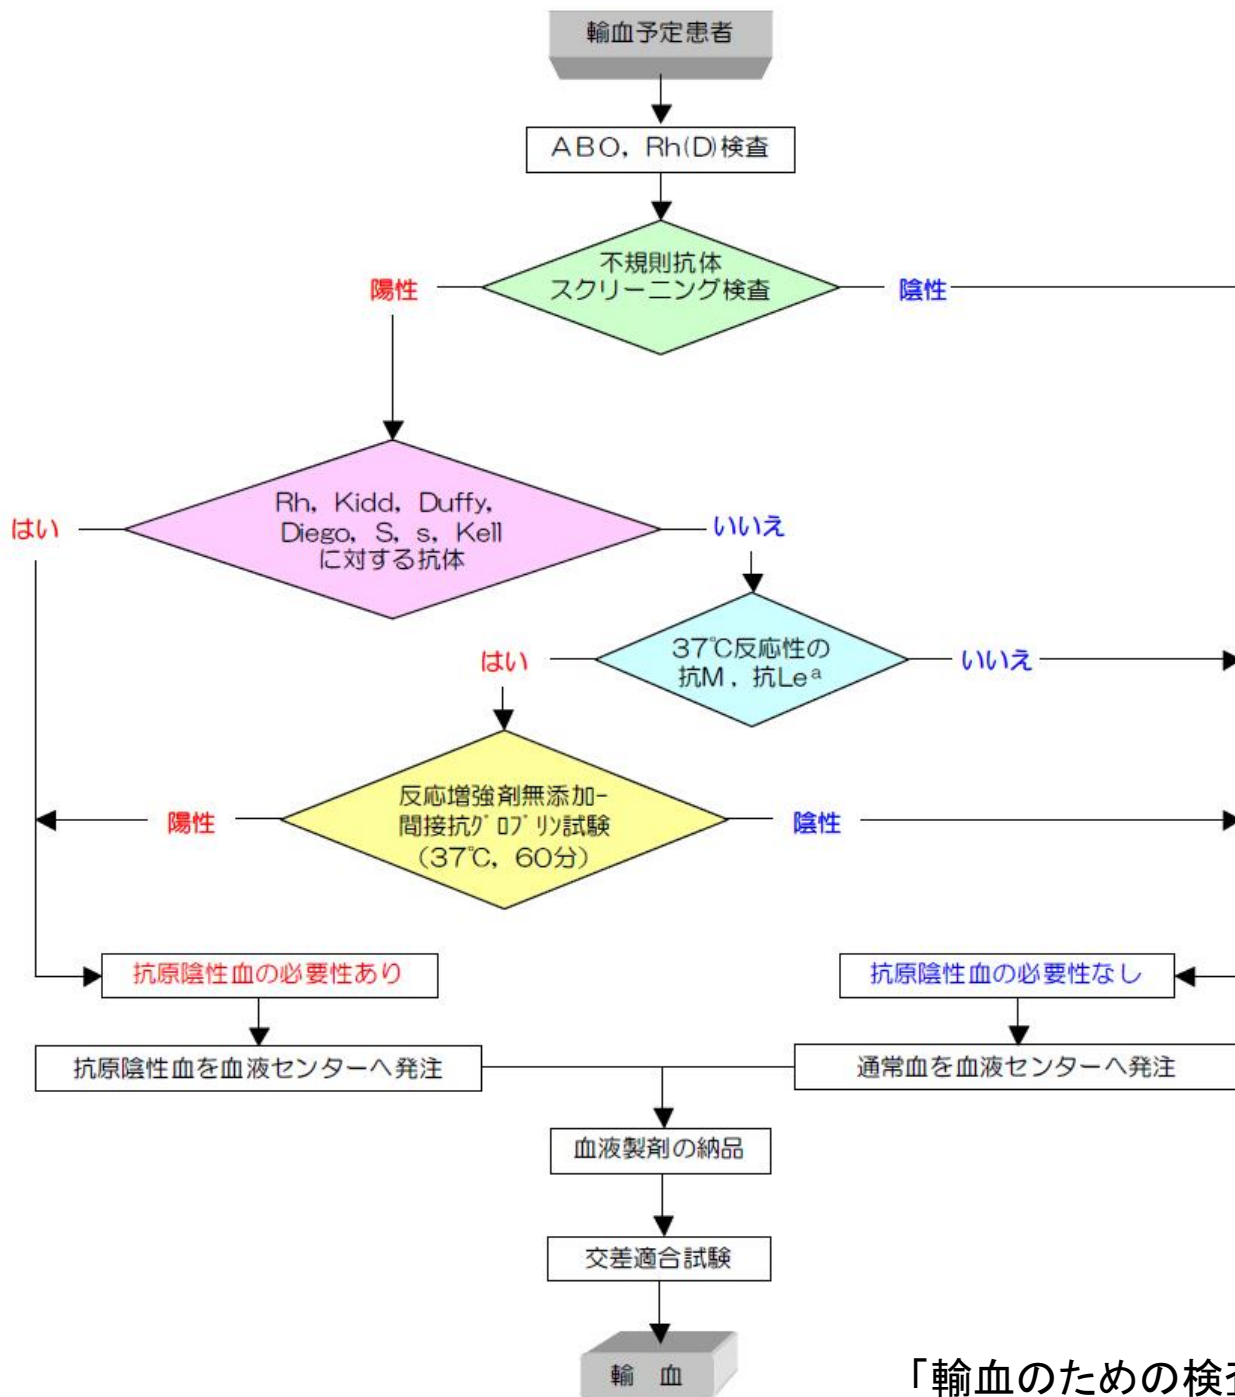 輸血予定患者
ABO，Rh(D)検査
不規則抗体
スクリーニング検査
陽性
陰性
Rh，Kidd，Duffy，
Diego，S，s，Kell
に対する抗体
はい
いいえ
37℃反応性の
抗M，抗Leª
はい
いいえ
反応増強剤無添加−
間接抗ｸﾞﾛﾌﾞﾘﾝ試験
（37℃，60分）
陽性
陰性
抗原陰性血の必要性あり
抗原陰性血の必要性なし
抗原陰性血を血液センターへ発注
通常血を血液センターへ発注
血液製剤の納品
交差適合試験
輸　血
「輸血のための検査